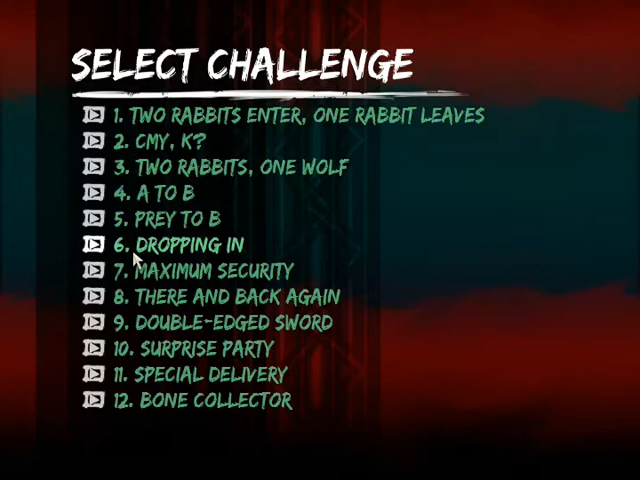 SELECT CHALLENGE
1. TWO RABBITS ENTER, ONE RABBIT LEAVES
2. CMY, K?
3. TWO RABBITS, ONE WOLF
4. A TO B
5. PREY TO B
6. DROPPING IN
7. MAXIMUM SECURITY
8. THERE AND BACK AGAIN
9. DOUBLE-EDGED SWORD
10. SURPRISE PARTY
11. SPECIAL DELIVERY
12. BONE COLLECTOR